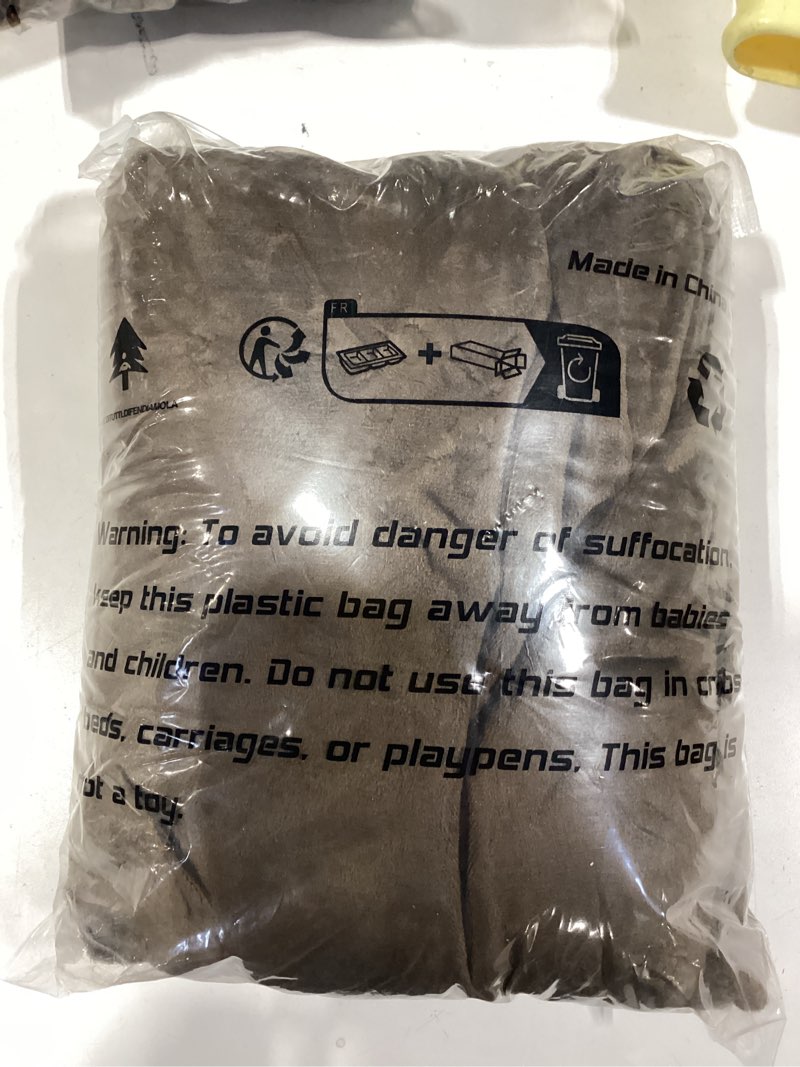 Made in China
FR
Warning: To avoid danger of suffocation,
keep this plastic bag away from babies
and children. Do not use this bag in cribs
beds, carriages, or playpens, This bag is
not a toy.